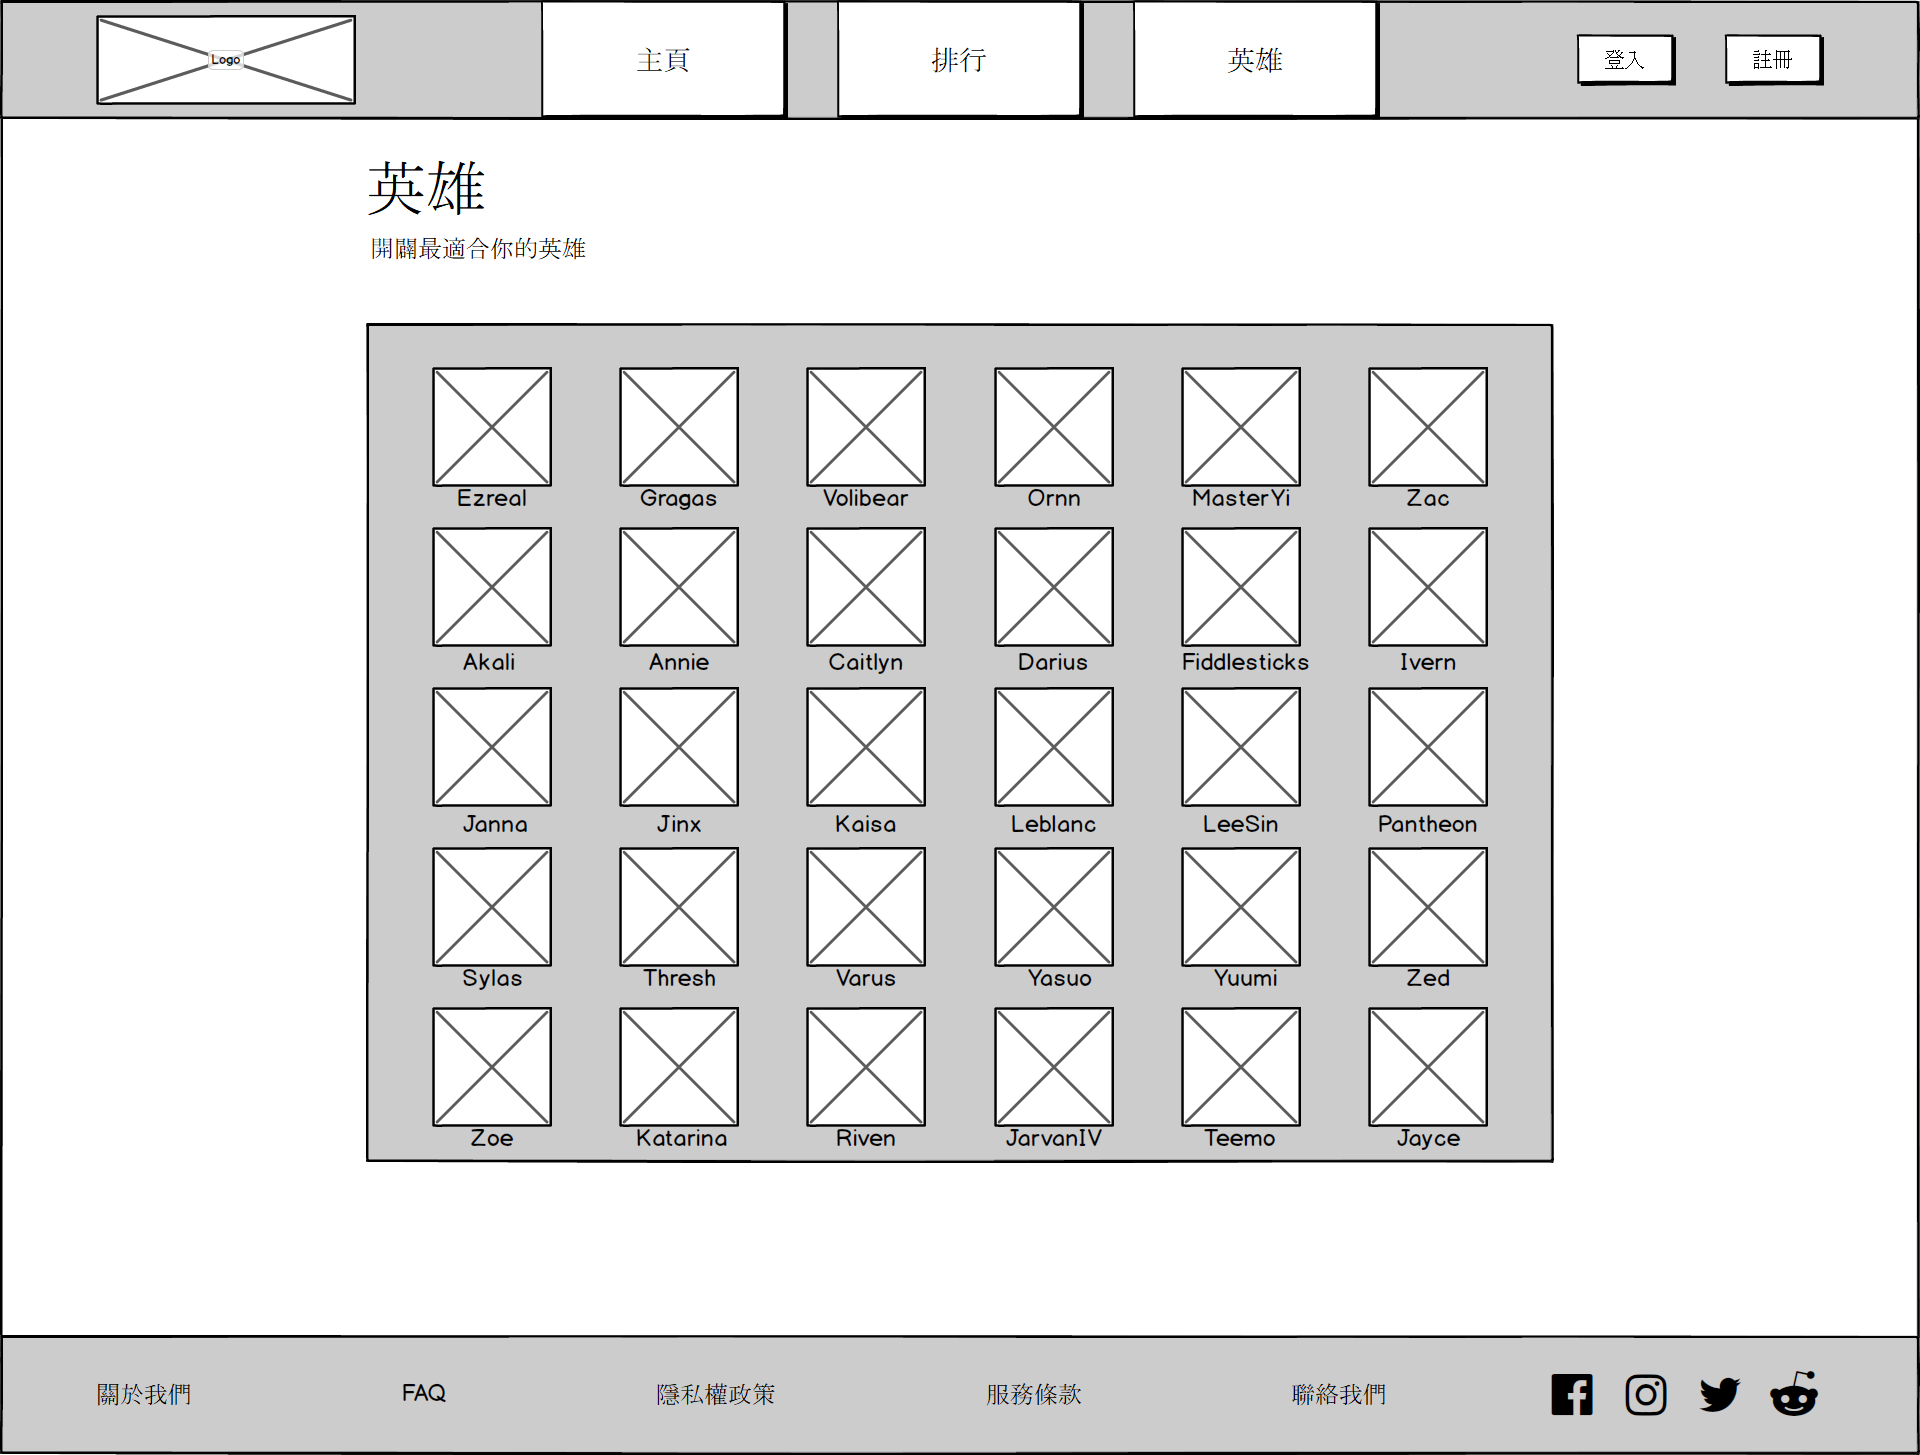 Logo
主頁
排行
英雄
登入
註冊
英雄
開闢最適合你的英雄
Ezreal Gragas Volibear Ornn MasterYi Zac
Akali Annie Caitlyn Darius Fiddlesticks Ivern
Janna Jinx Kaisa Leblanc LeeSin Pantheon
Sylas Thresh Varus Yasuo Yuumi Zed
Zoe Katarina Riven JarvanIV Teemo Jayce
關於我們 FAQ 隱私權政策 服務條款 聯絡我們